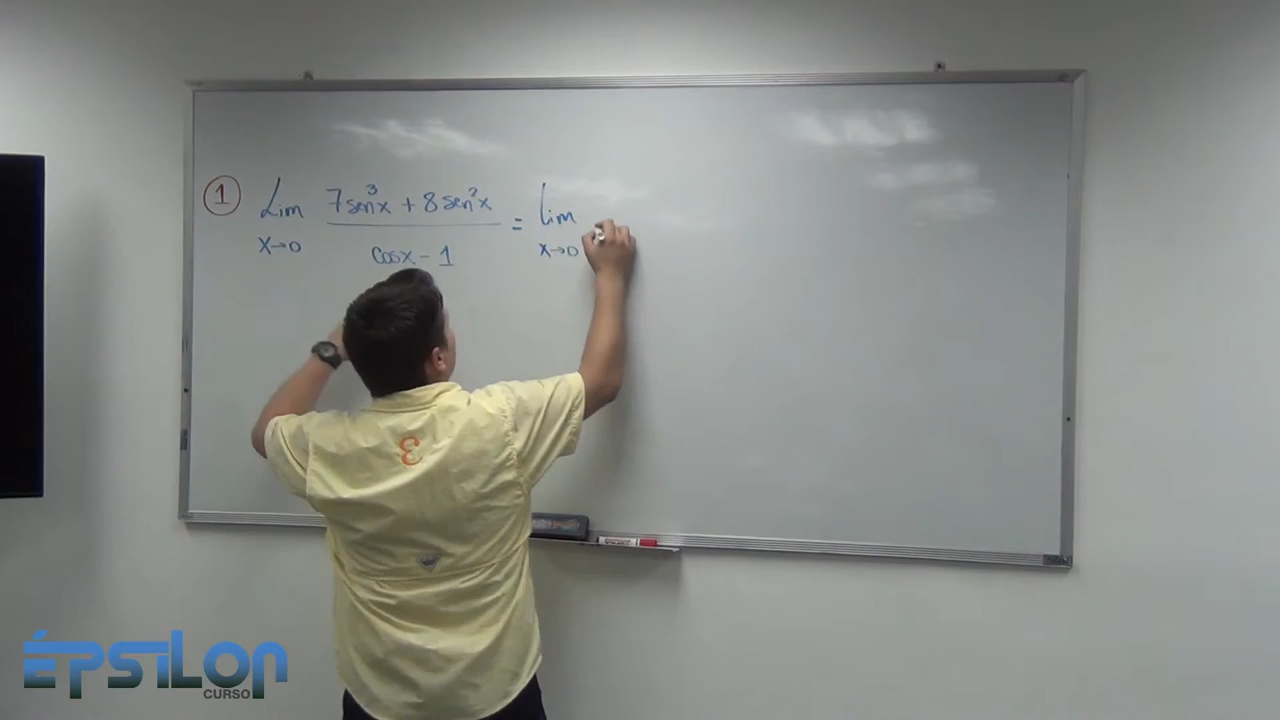 1 Lim x→0 7sen³x + 8sen²x / cosx - 1 = Lim x→0
ε
ÉPSILON
CURSO